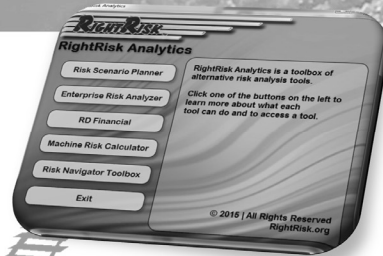 RightRisk
RightRisk Analytics
Risk Scenario Planner
Enterprise Risk Analyzer
RD Financial
Machine Risk Calculator
Risk Navigator Toolbox
Exit
RightRisk Analytics is a toolbox of
alternative risk analysis tools.
Click one of the buttons on the left to
learn more about what each
tool can do and to access a tool.
© 2015 | All Rights Reserved
RightRisk.org